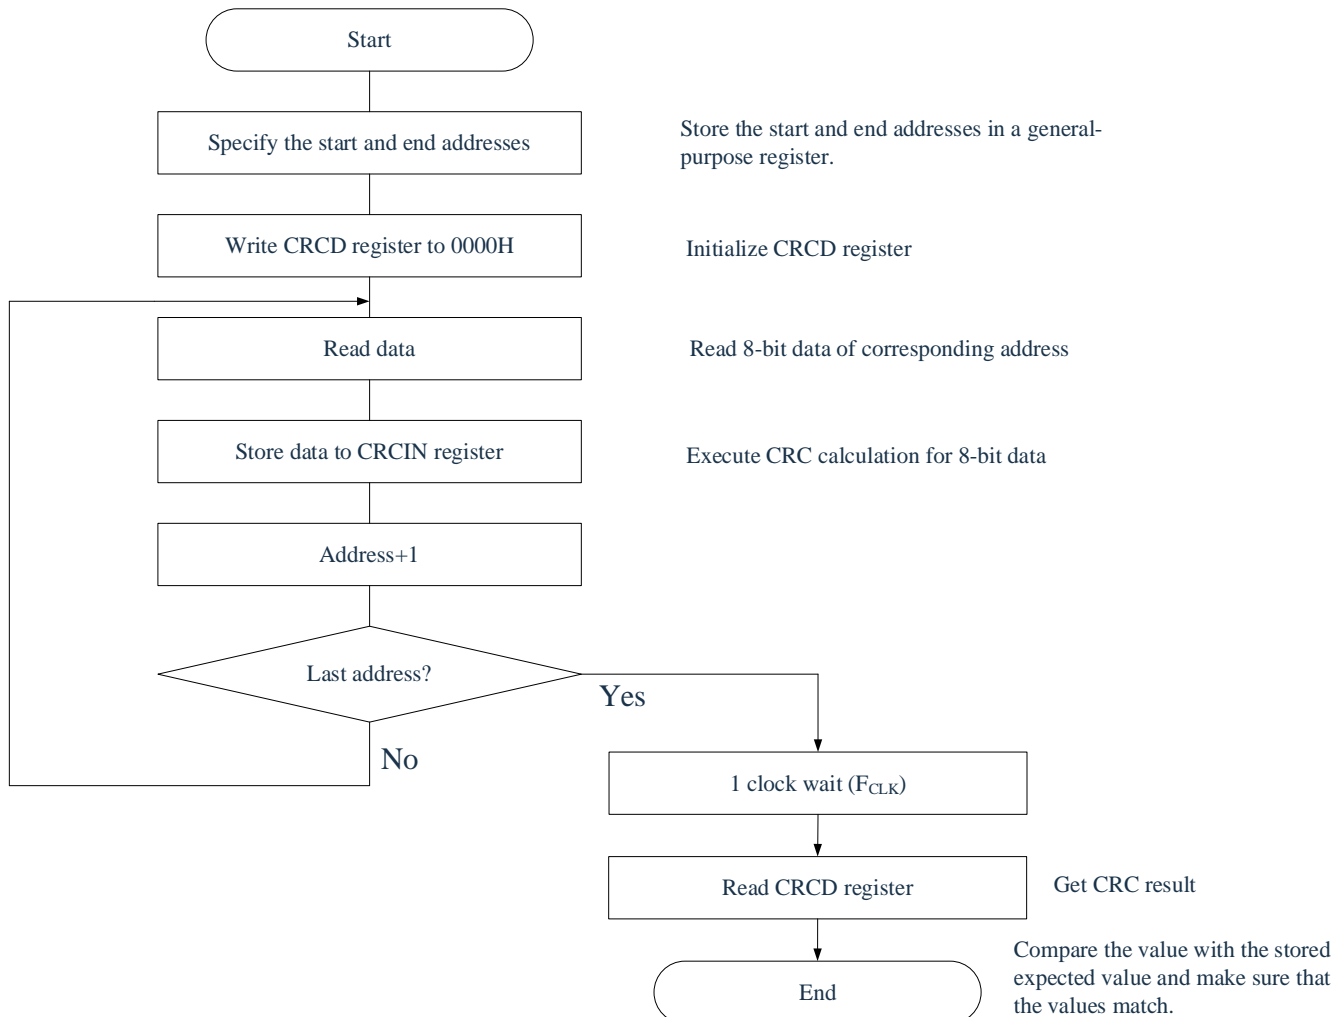 Start
Specify the start and end addresses
Store the start and end addresses in a general-
purpose register.
Write CRCD register to 0000H
Initialize CRCD register
Read data
Read 8-bit data of corresponding address
Store data to CRCIN register
Execute CRC calculation for 8-bit data
Address+1
Last address?
Yes
No
1 clock wait (FCLK)
Read CRCD register
Get CRC result
End
Compare the value with the stored
expected value and make sure that
the values match.